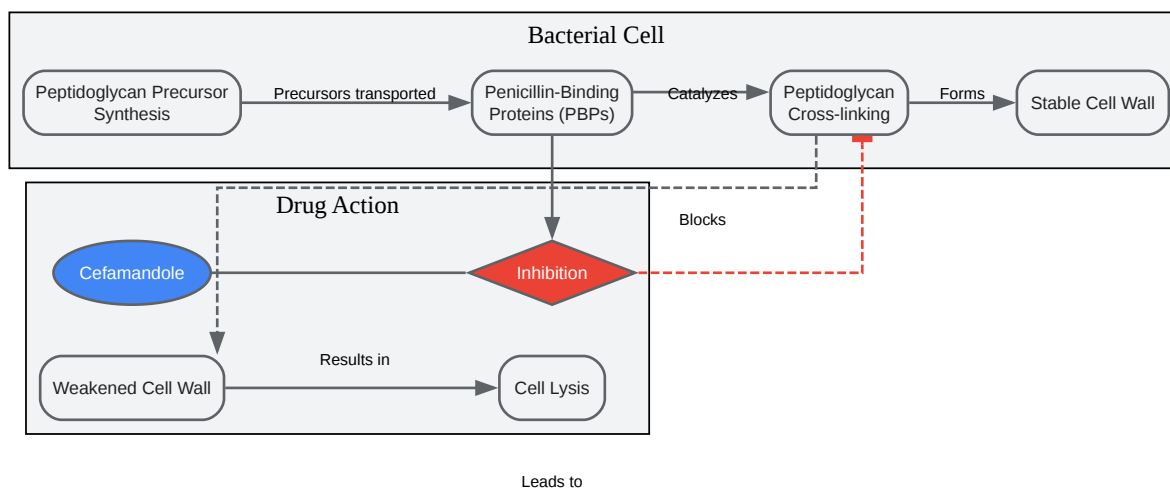 Bacterial Cell
Peptidoglycan Precursor
Synthesis
Precursors transported
Penicillin-Binding
Proteins (PBPs)
Catalyzes
Peptidoglycan
Cross-linking
Forms
Stable Cell Wall
Drug Action
Blocks
Cefamandole
Inhibition
Results in
Weakened Cell Wall
Cell Lysis
Leads to